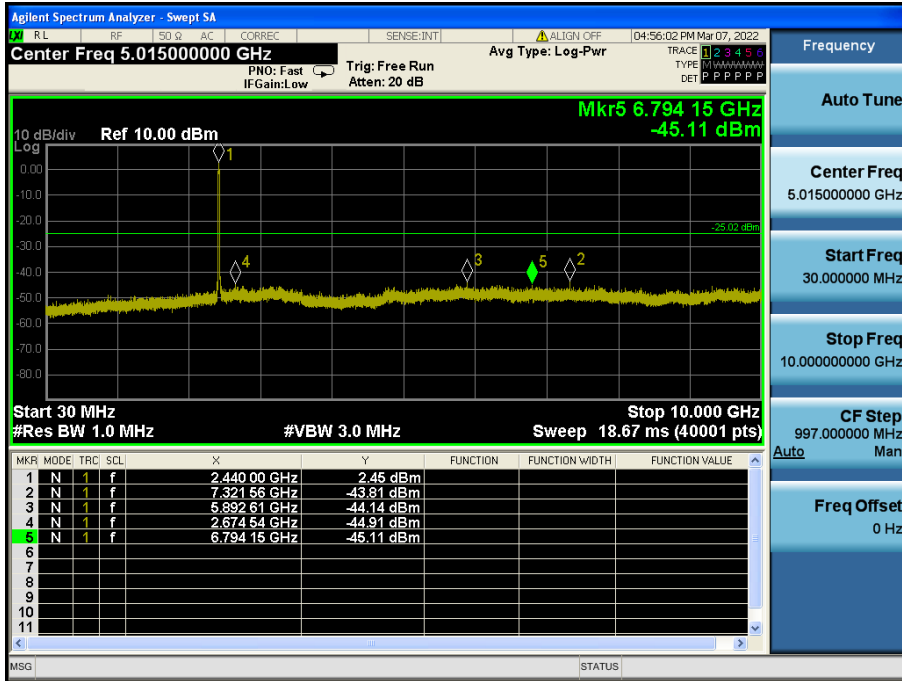 Agilent Spectrum Analyzer - Swept SA
LXI RL RF 50 Ω AC CORREC SENSE:INT ALIGN OFF 04:56:02 PM Mar 07, 2022
Center Freq 5.015000000 GHz
PNO: Fast
IFGain:Low
Trig: Free Run
Atten: 20 dB
Avg Type: Log-Pwr
TRACE 1 2 3 4 5 6
TYPE M WWWWW
DET P P P P P P
Mkr5 6.794 15 GHz
-45.11 dBm
10 dB/div Ref 10.00 dBm
Log
0.00
-10.0
-20.0
-30.0
-40.0
-50.0
-60.0
-70.0
-80.0
-25.02 dBm
1
4
3
5
2
Start 30 MHz Stop 10.000 GHz
#Res BW 1.0 MHz #VBW 3.0 MHz Sweep 18.67 ms (40001 pts)
MKR MODE TRC SCL X Y FUNCTION FUNCTION WIDTH FUNCTION VALUE
1 N 1 f 2.440 00 GHz 2.45 dBm
2 N 1 f 7.321 56 GHz -43.81 dBm
3 N 1 f 5.892 61 GHz -44.14 dBm
4 N 1 f 2.674 54 GHz -44.91 dBm
5 N 1 f 6.794 15 GHz -45.11 dBm
6
7
8
9
10
11
MSG STATUS
Frequency
Auto Tune
Center Freq
5.015000000 GHz
Start Freq
30.000000 MHz
Stop Freq
10.000000000 GHz
CF Step
997.000000 MHz
Auto Man
Freq Offset
0 Hz